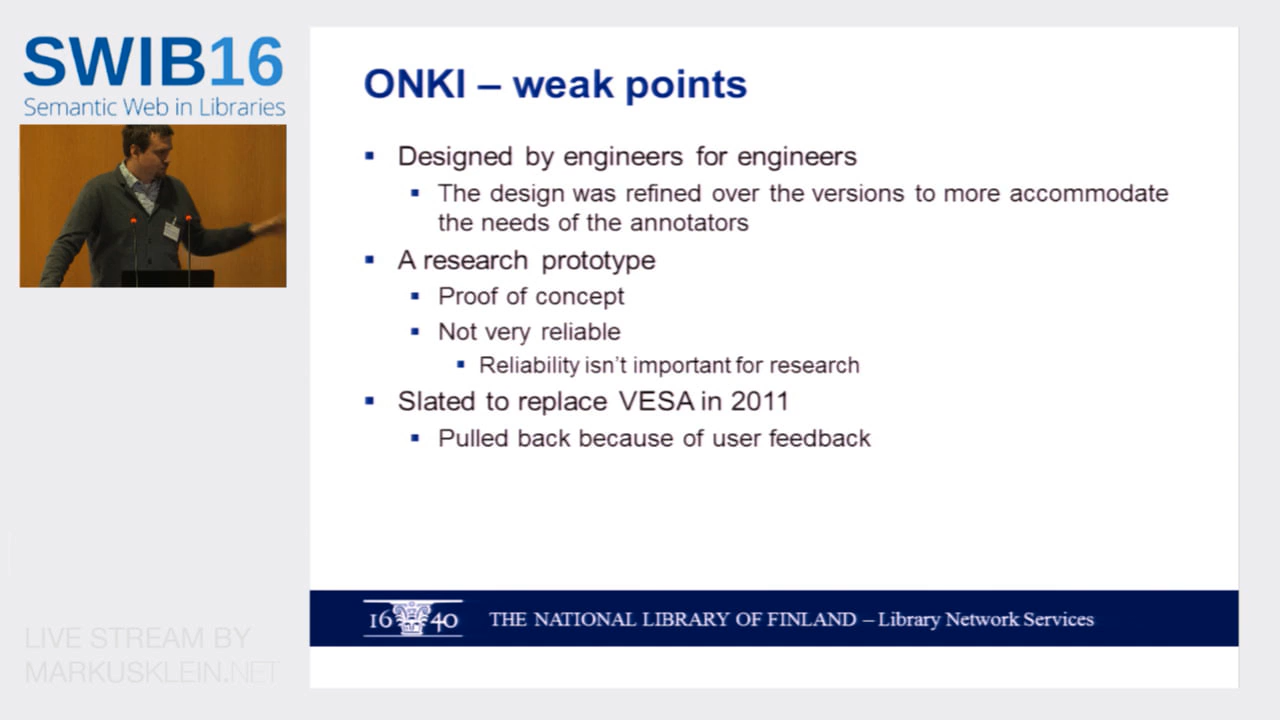 SWIB16
Semantic Web in Libraries
ONKI – weak points
Designed by engineers for engineers
The design was refined over the versions to more accommodate
the needs of the annotators
A research prototype
Proof of concept
Not very reliable
Reliability isn't important for research
Slated to replace VESA in 2011
Pulled back because of user feedback
1640
THE NATIONAL LIBRARY OF FINLAND – Library Network Services
LIVE STREAM BY
MARKUSKLEIN.NET